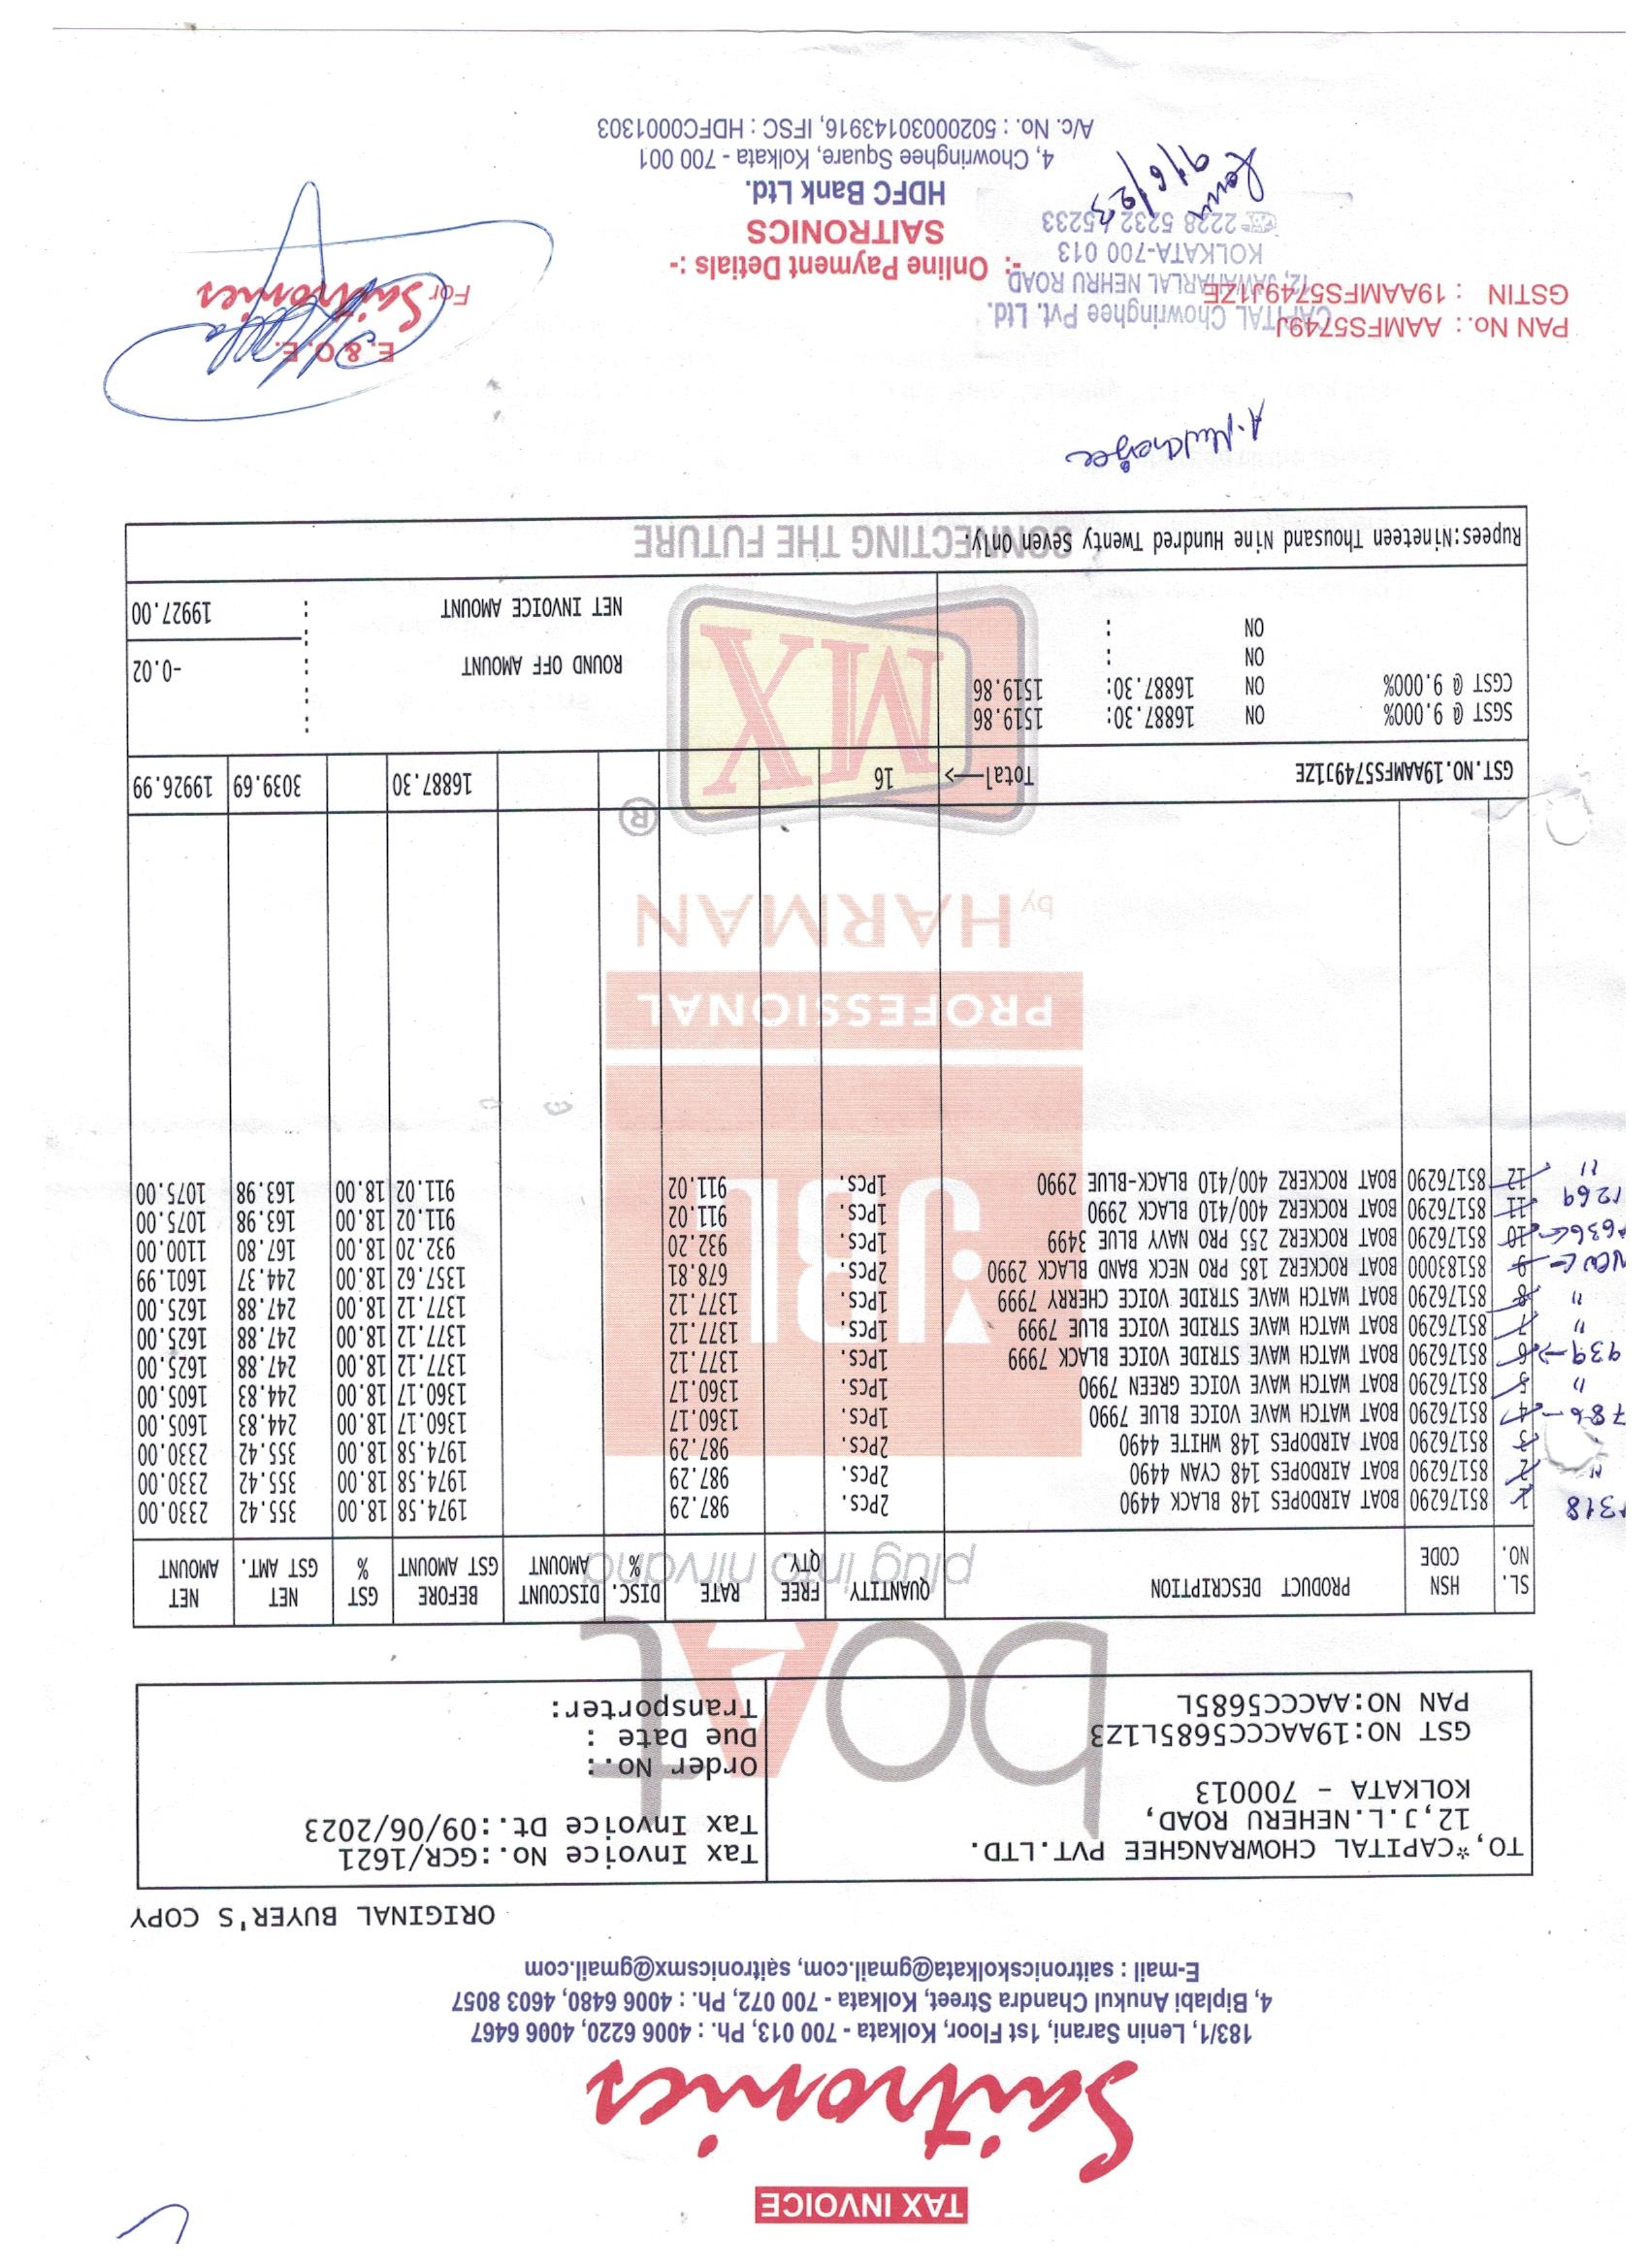 TAX INVOICE
Saitronics
183/1, Lenin Sarani, 1st Floor, Kolkata - 700 013, Ph. : 4006 6220, 4006 6467
4, Biplabi Anukul Chandra Street, Kolkata - 700 072, Ph. : 4006 6480, 4603 8057
E-mail : saitronicskolkata@gmail.com, saitronicsmx@gmail.com
ORIGINAL BUYER'S COPY
TO,*CAPITAL CHOWRANGHEE PVT.LTD.
12,J.L.NEHERU ROAD,
KOLKATA - 700013
GST NO:19AACCC5685L1Z3
PAN NO:AACCC5685L
Tax Invoice No.:GCR/1621
Tax Invoice Dt.:09/06/2023
Order No.:
Due Date :
Transporter:
boAt
plug into nirvana
SL. NO. HSN CODE PRODUCT DESCRIPTION QUANTITY FREE QTY. RATE DISC. % DISCOUNT AMOUNT BEFORE GST AMOUNT GST % NET GST AMT. NET AMOUNT
318 1 85176290 BOAT AIRDOPES 148 BLACK 4490 2Pcs. 987.29 1974.58 18.00 355.42 2330.00
" 2 85176290 BOAT AIRDOPES 148 CYAN 4490 2Pcs. 987.29 1974.58 18.00 355.42 2330.00
3 85176290 BOAT AIRDOPES 148 WHITE 4490 2Pcs. 987.29 1974.58 18.00 355.42 2330.00
786 4 85176290 BOAT WATCH WAVE VOICE BLUE 7990 1Pcs. 1360.17 1360.17 18.00 244.83 1605.00
" 5 85176290 BOAT WATCH WAVE VOICE GREEN 7990 1Pcs. 1360.17 1360.17 18.00 244.83 1605.00
939 → 6 85176290 BOAT WATCH WAVE STRIDE VOICE BLACK 7999 1Pcs. 1377.12 1377.12 18.00 247.88 1625.00
" 7 85176290 BOAT WATCH WAVE STRIDE VOICE BLUE 7999 1Pcs. 1377.12 1377.12 18.00 247.88 1625.00
" 8 85176290 BOAT WATCH WAVE STRIDE VOICE CHERRY 7999 1Pcs. 1377.12 1377.12 18.00 247.88 1625.00
NEW ← 9 85183000 BOAT ROCKERZ 185 PRO NECK BAND BLACK 2990 2Pcs. 678.81 1357.62 18.00 244.37 1601.99
636 ← 10 85176290 BOAT ROCKERZ 255 PRO NAVY BLUE 3499 1Pcs. 932.20 932.20 18.00 167.80 1100.00
1269 11 85176290 BOAT ROCKERZ 400/410 BLACK 2990 1Pcs. 911.02 911.02 18.00 163.98 1075.00
" 12 85176290 BOAT ROCKERZ 400/410 BLACK-BLUE 2990 1Pcs. 911.02 911.02 18.00 163.98 1075.00
JBL
PROFESSIONAL
by HARMAN
GST.NO.19AAMFS5749J1ZE Total--> 16 16887.30 3039.69 19926.99
SGST @ 9.000% ON 16887.30: 1519.86
CGST @ 9.000% ON 16887.30: 1519.86
ON :
ON :
ROUND OFF AMOUNT : -0.02
NET INVOICE AMOUNT : 19927.00
MX ®
CONNECTING THE FUTURE
Rupees:Nineteen Thousand Nine Hundred Twenty Seven Only.
A. Mukherjee
PAN No. : AAMFS5749J
GSTIN : 19AAMFS5749J1ZE
CAPITAL Chowringhee Pvt. Ltd.
12, JAWAHARLAL NEHRU ROAD
KOLKATA-700 013
☎ 2228 5232 / 5233
9/6/23
E. & O. E.
For Saitronics
-: Online Payment Detials :-
SAITRONICS
HDFC Bank Ltd.
4, Chowringhee Square, Kolkata - 700 001
A/c. No. : 50200030143916, IFSC : HDFC0001303